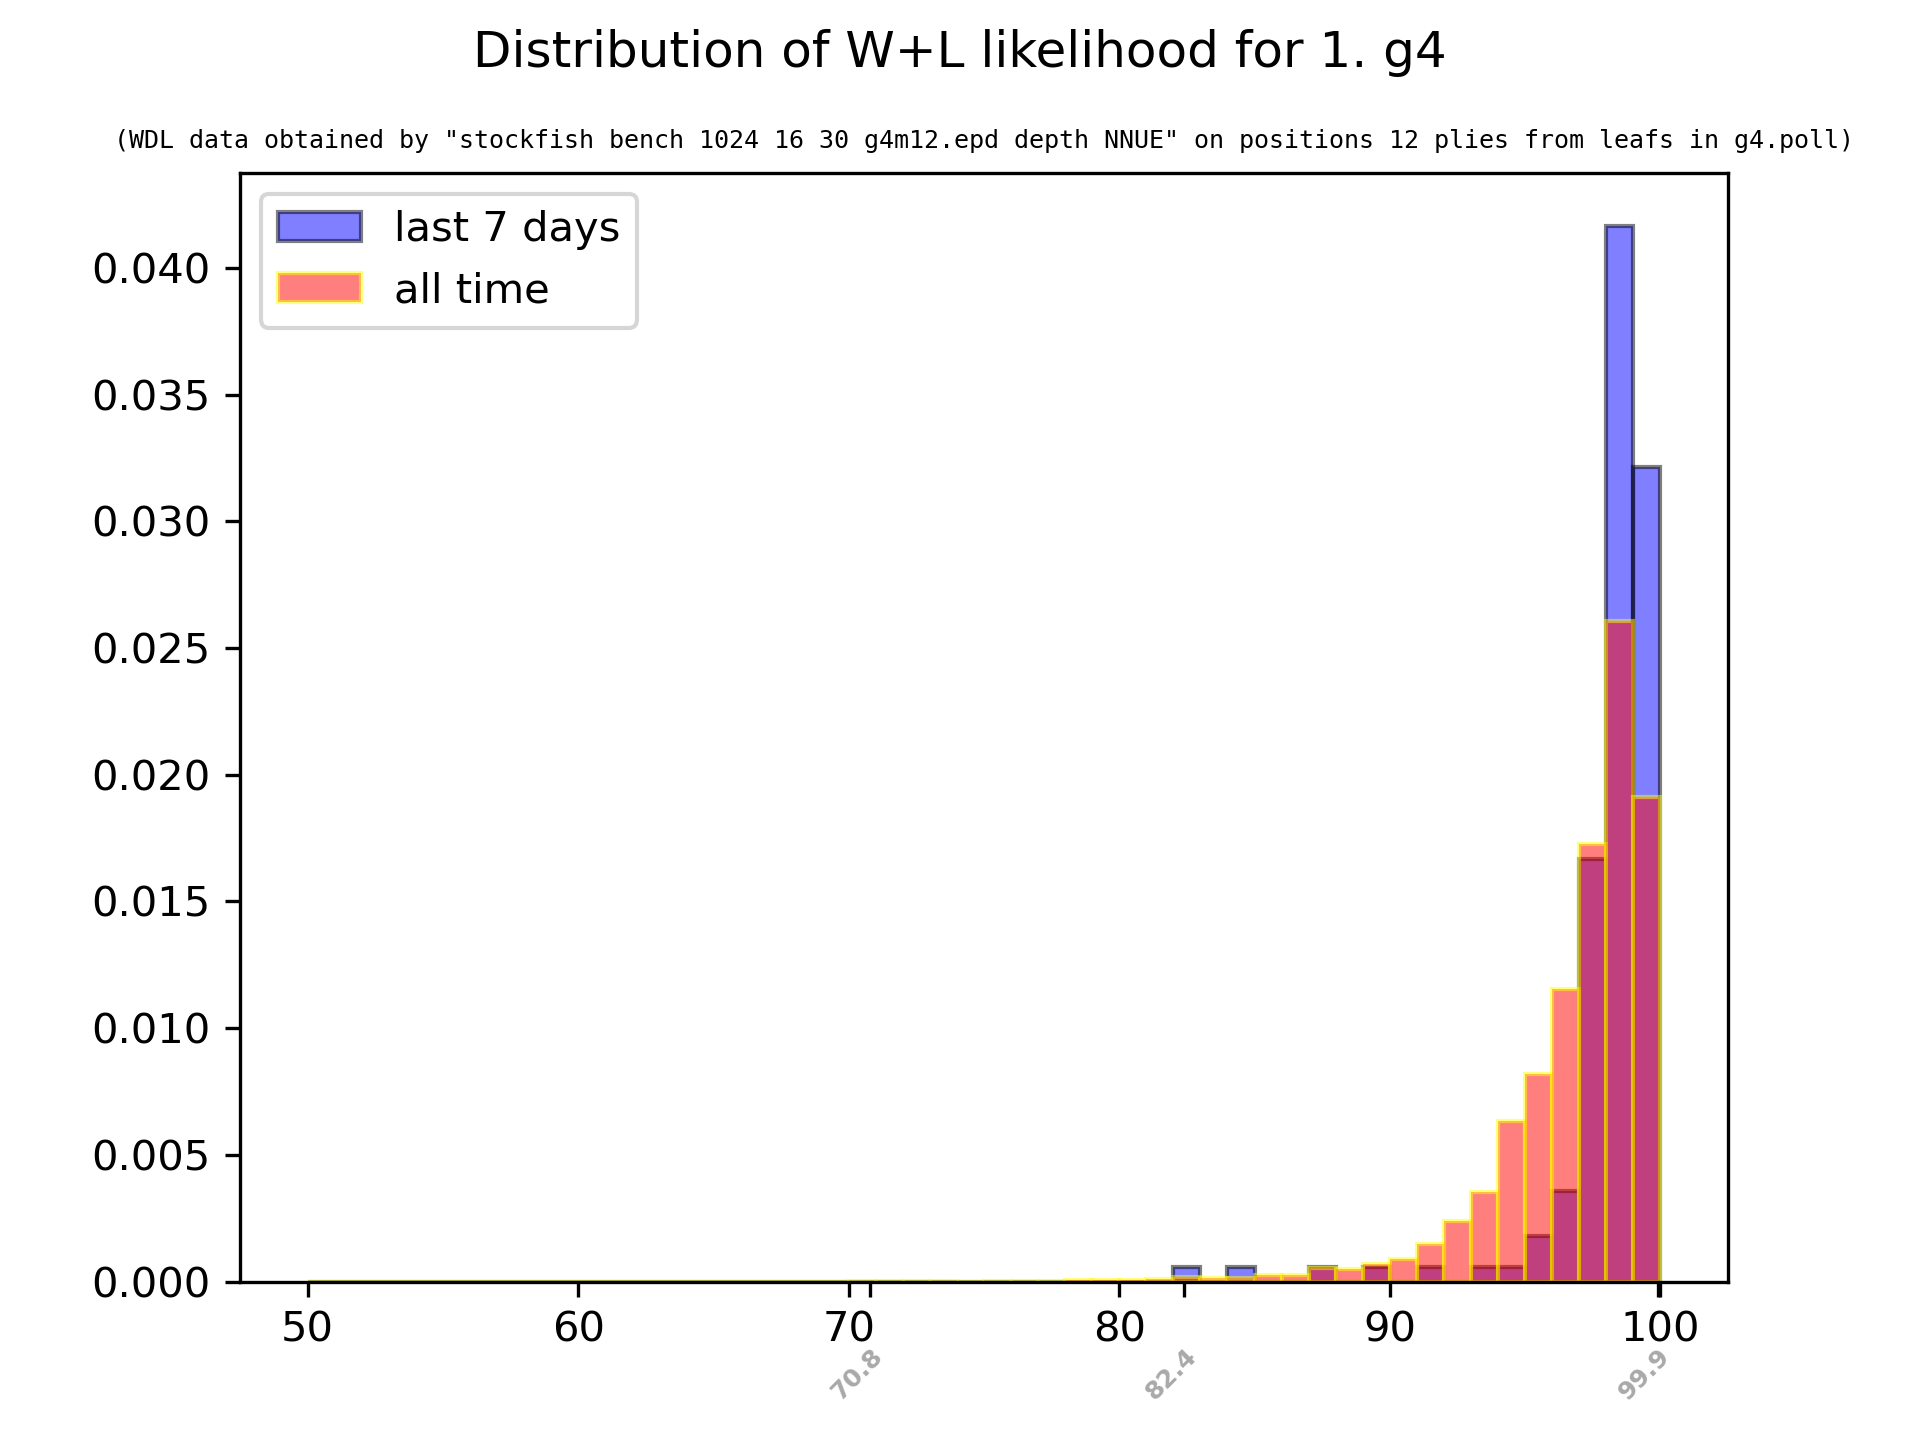 Distribution of W+L likelihood for 1. g4
(WDL data obtained by "stockfish bench 1024 16 30 g4m12.epd depth NNUE" on positions 12 plies from leafs in g4.poll)
last 7 days
all time
0.040
0.035
0.030
0.025
0.020
0.015
0.010
0.005
0.000
50 60 70 80 90 100
70.8 82.4 99.9